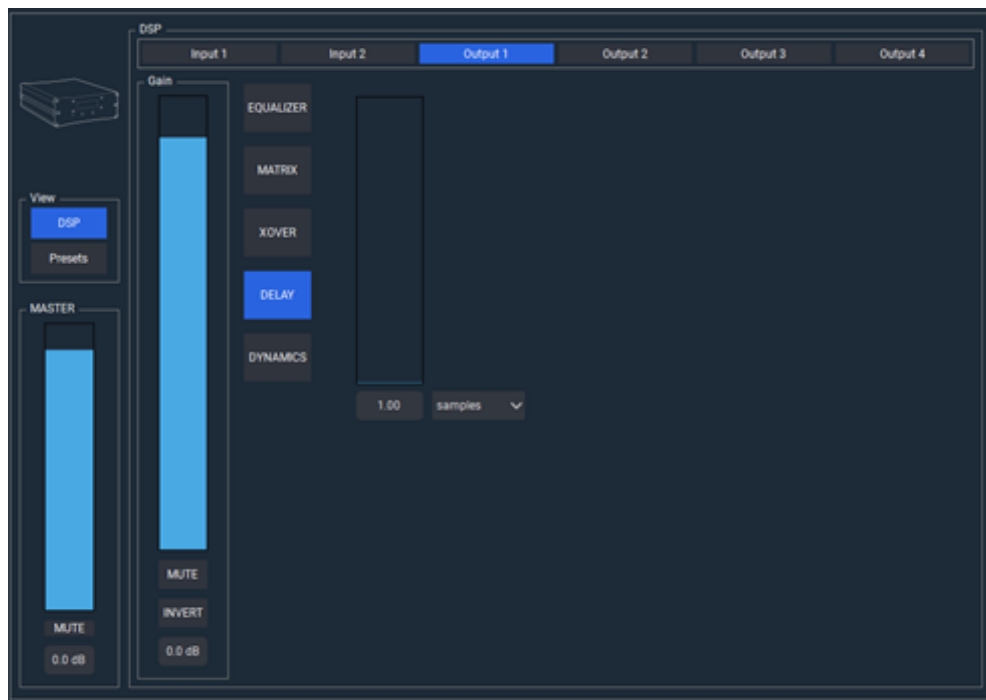 DSP
Input 1 Input 2 Output 1 Output 2 Output 3 Output 4
View
DSP
Presets
MASTER
MUTE
0.0 dB
Gain
MUTE
INVERT
0.0 dB
EQUALIZER
MATRIX
XOVER
DELAY
DYNAMICS
1.00 samples